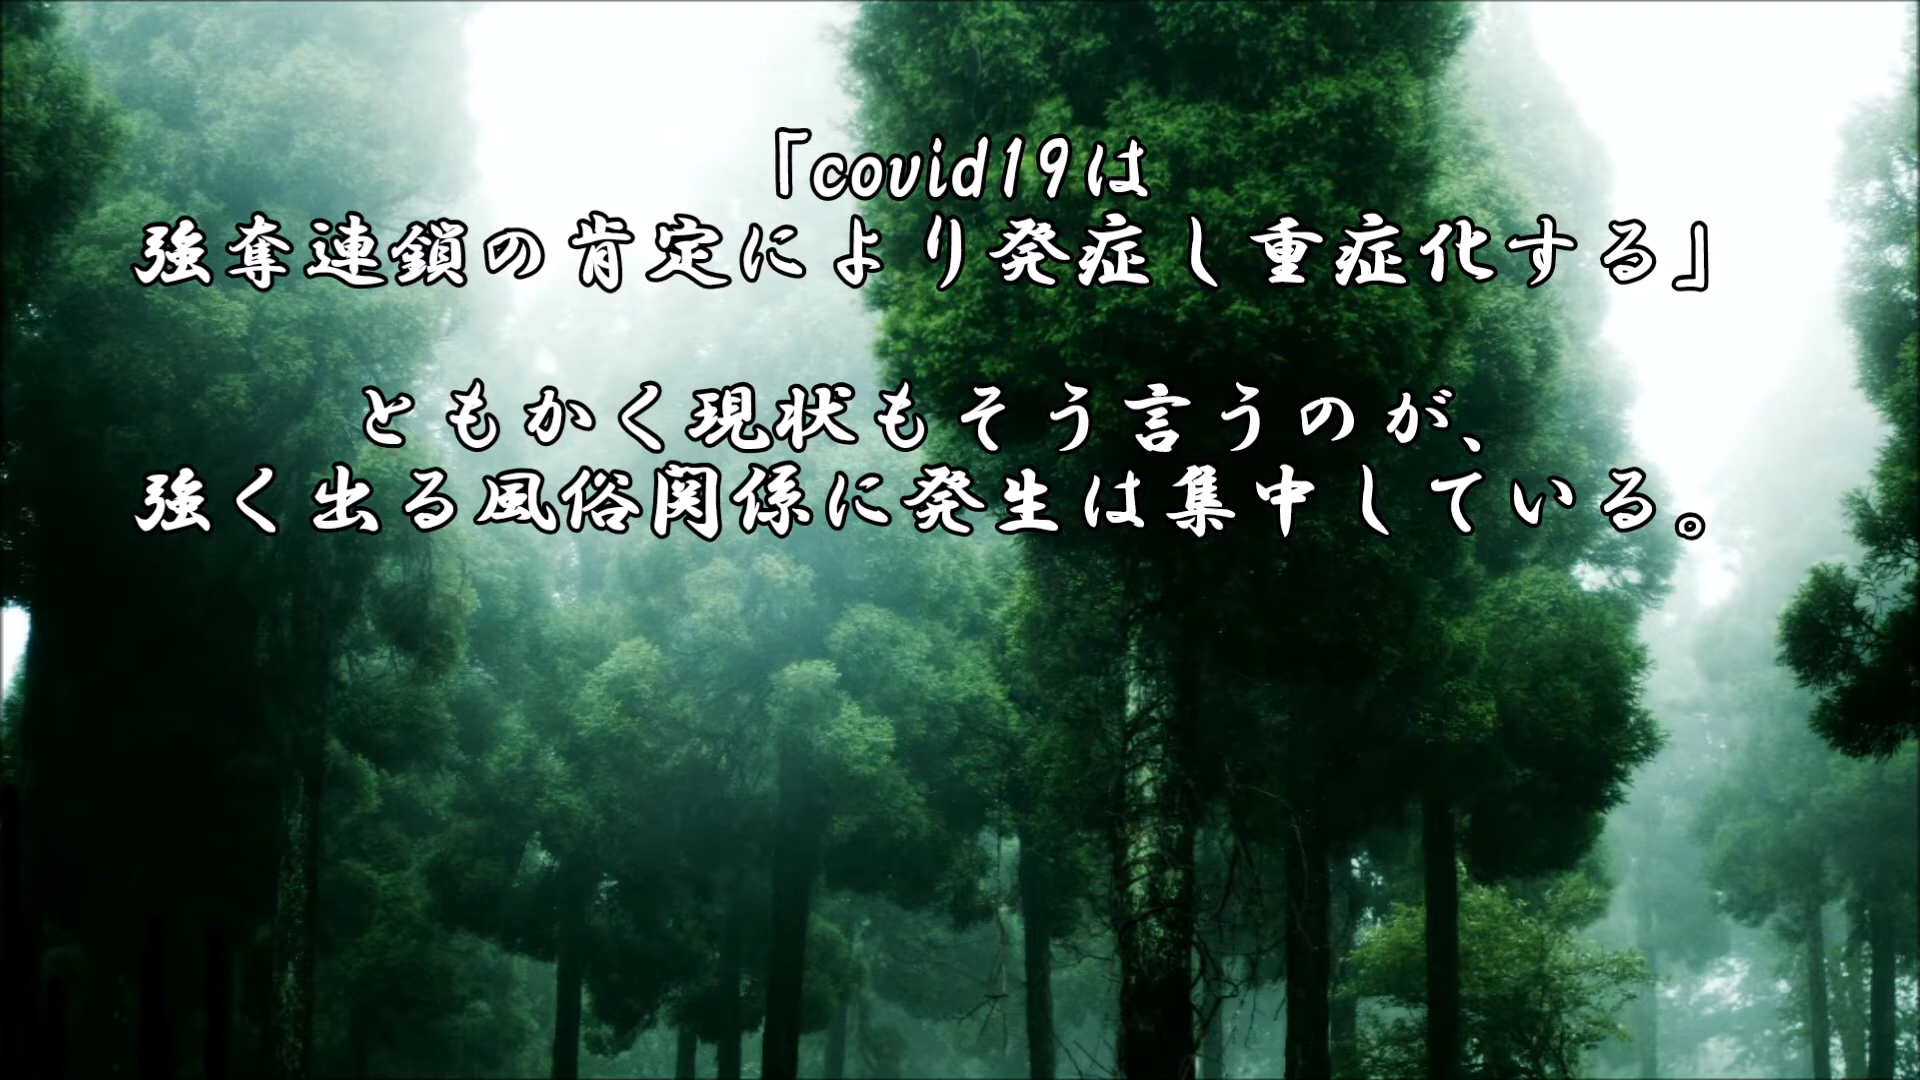 「covid19は
強奪連鎖の肯定により発症し重症化する」
ともかく現状もそう言うのが、
強く出る風俗関係に発生は集中している。